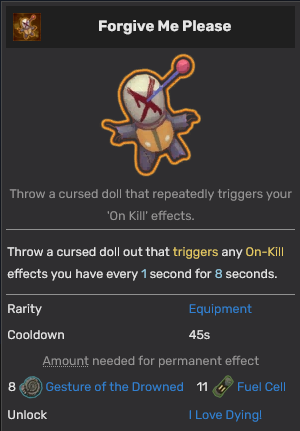 Forgive Me Please
Throw a cursed doll that repeatedly triggers your
'On Kill' effects.
Throw a cursed doll out that triggers any On-Kill
effects you have every 1 second for 8 seconds.
Rarity Equipment
Cooldown 45s
Amount needed for permanent effect
8 Gesture of the Drowned 11 Fuel Cell
Unlock I Love Dying!